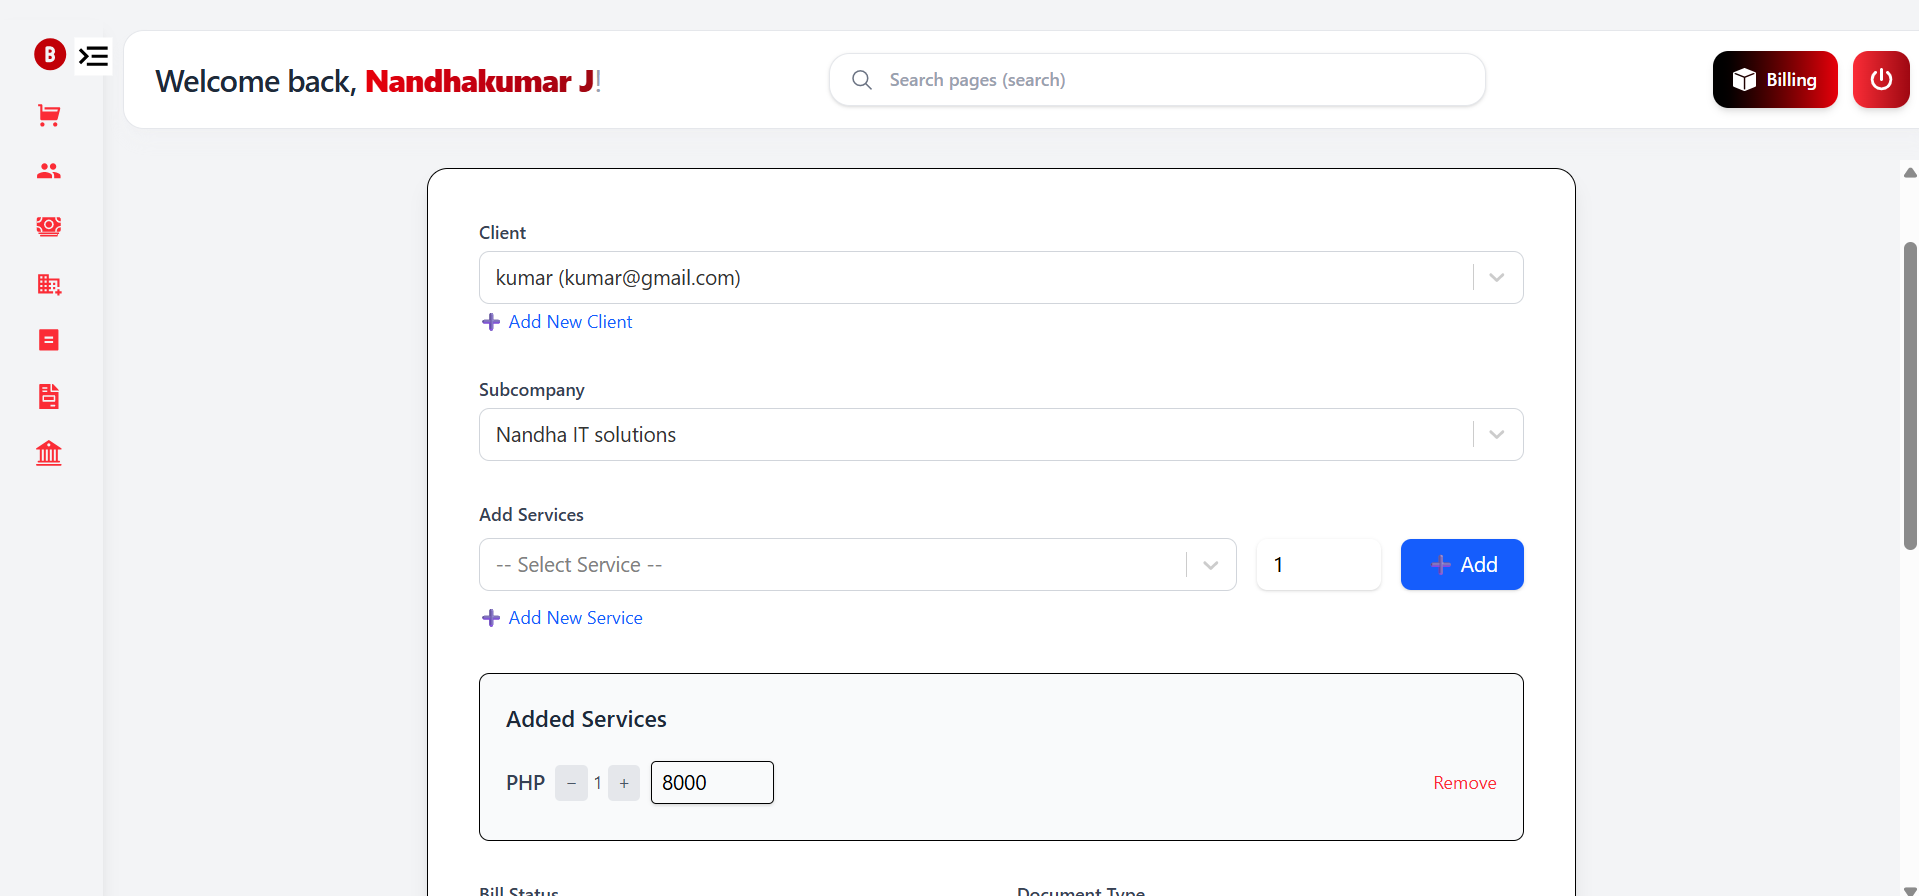 B
Welcome back, Nandhakumar J!
Search pages (search)
Billing
Client
kumar (kumar@gmail.com)
Add New Client
Subcompany
Nandha IT solutions
Add Services
-- Select Service --
1
Add
Add New Service
Added Services
PHP − 1 + 8000
Remove
Bill Status
Document Type